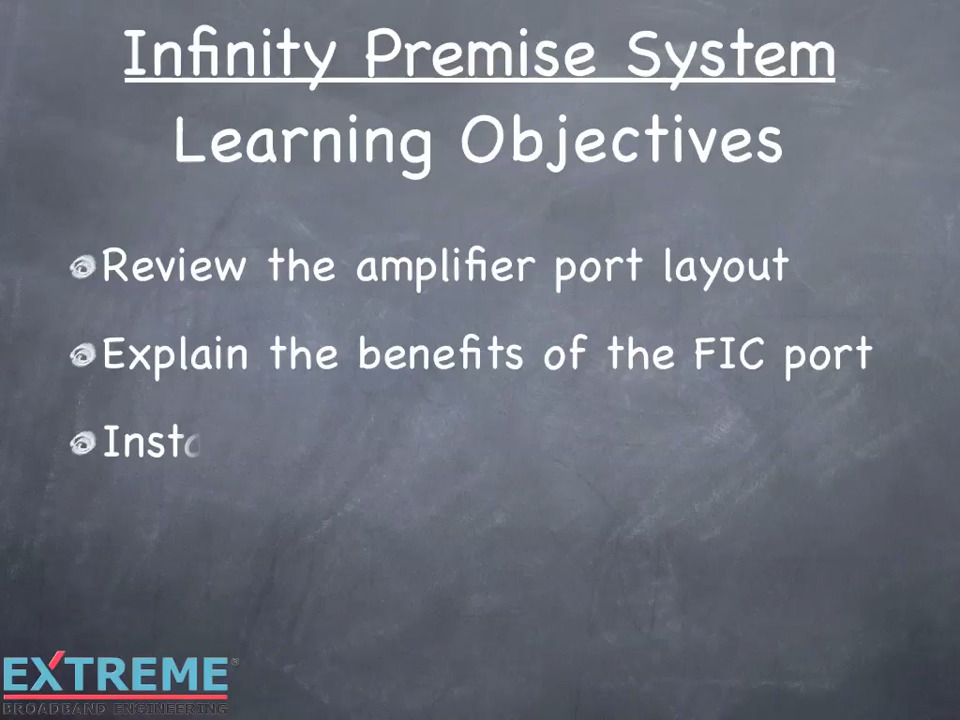 Infinity Premise System
Learning Objectives
Review the amplifier port layout
Explain the benefits of the FIC port
Insta
EXTREME®
BROADBAND ENGINEERING